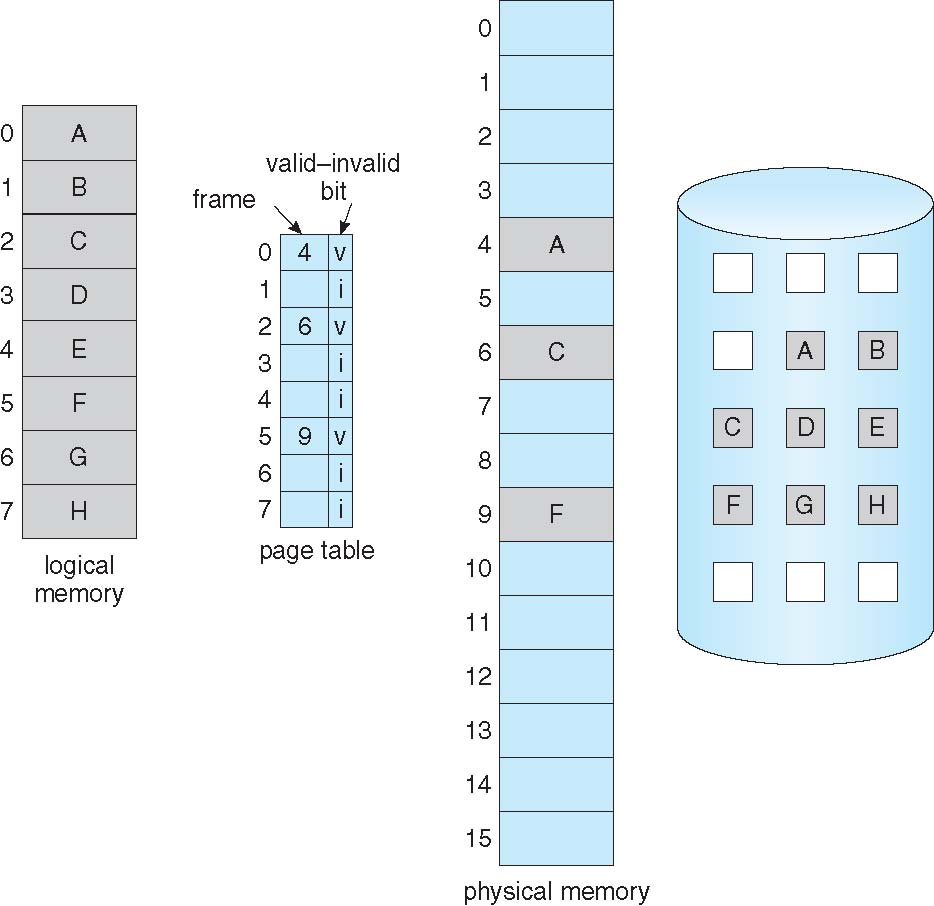 0 A
1 B
2 C
3 D
4 E
5 F
6 G
7 H
logical
memory
valid–invalid
bit
frame
0 4 v
1 i
2 6 v
3 i
4 i
5 9 v
6 i
7 i
page table
0
1
2
3
4 A
5
6 C
7
8
9 F
10
11
12
13
14
15
physical memory
A B
C D E
F G H